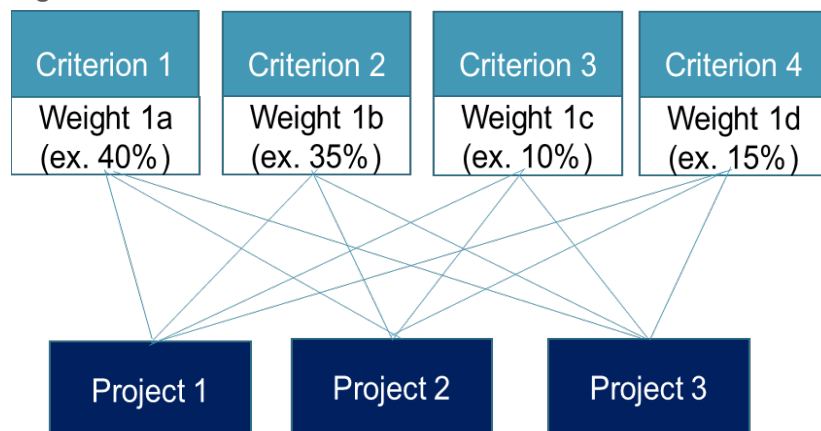 Criterion 1
Criterion 2
Criterion 3
Criterion 4
Weight 1a
(ex. 40%)
Weight 1b
(ex. 35%)
Weight 1c
(ex. 10%)
Weight 1d
(ex. 15%)
Project 1
Project 2
Project 3